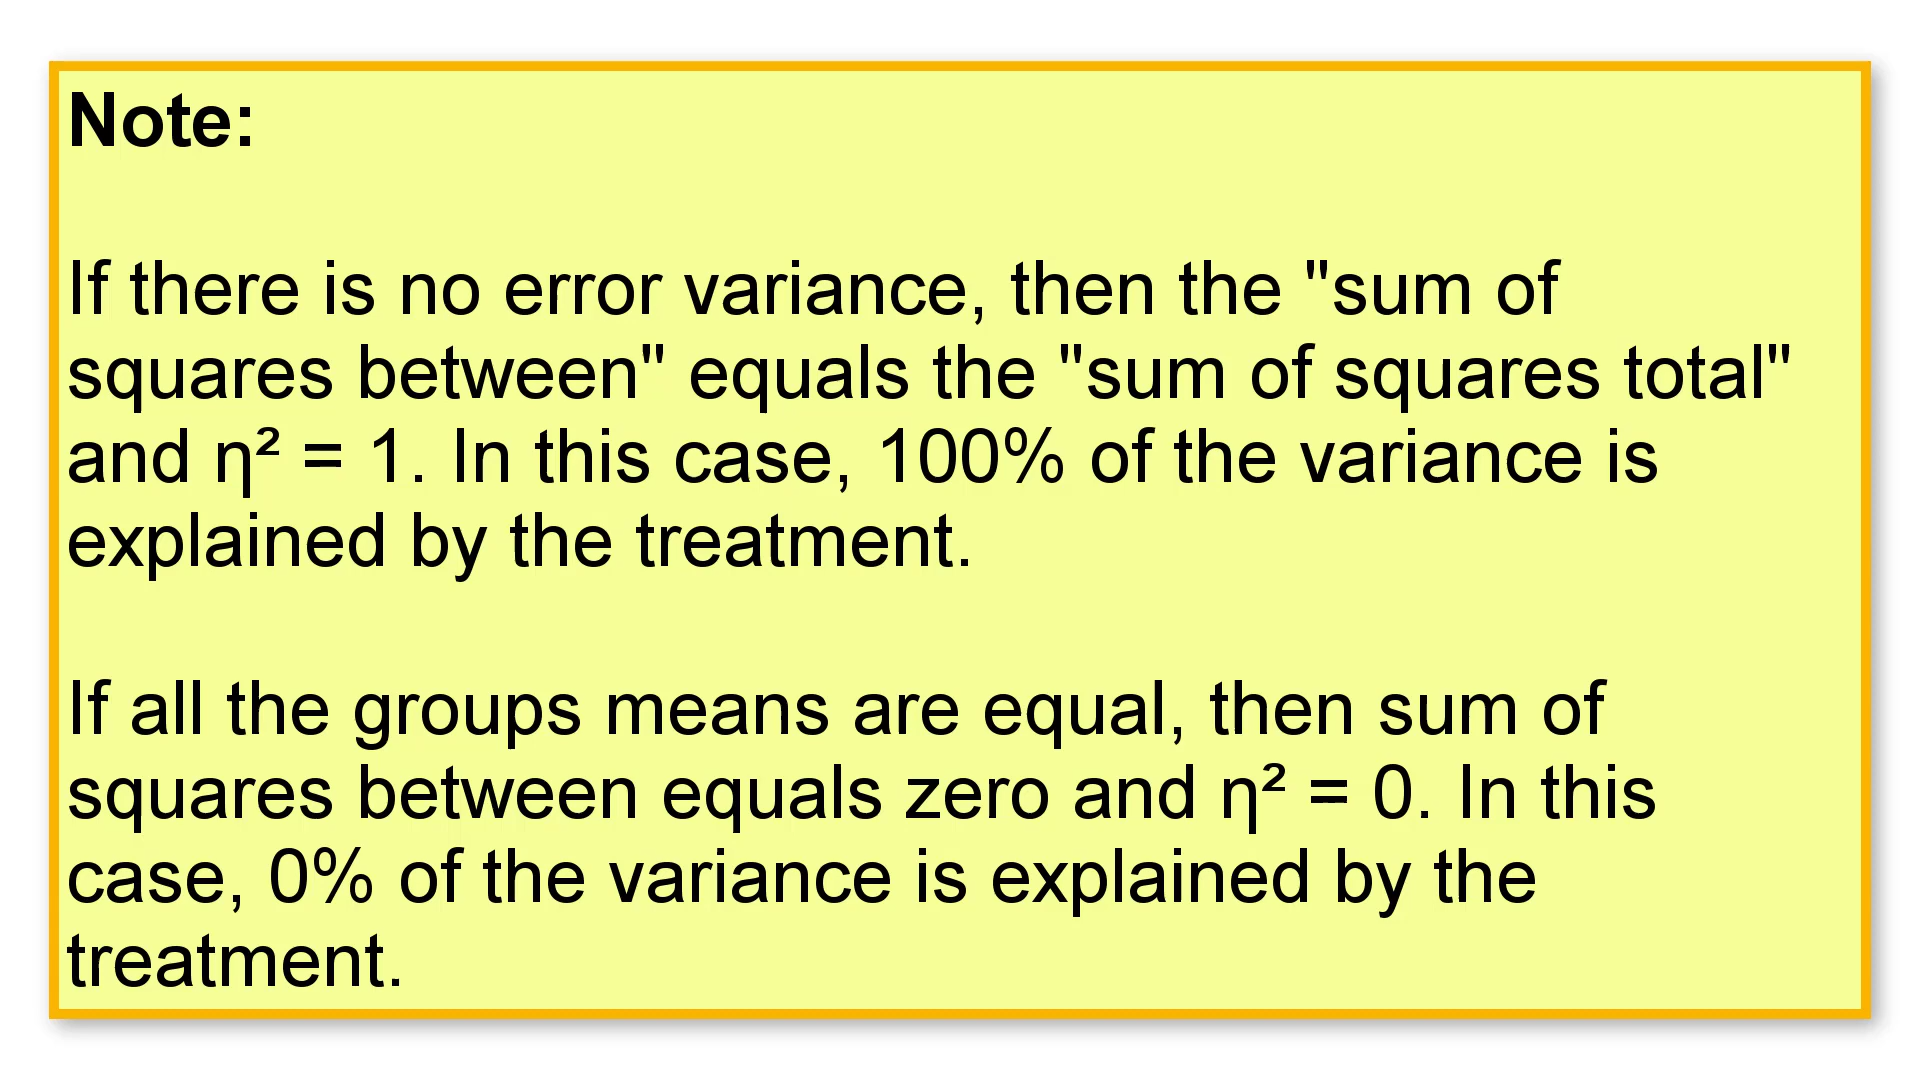 Note:
If there is no error variance, then the "sum of
squares between" equals the "sum of squares total"
and η² = 1. In this case, 100% of the variance is
explained by the treatment.
If all the groups means are equal, then sum of
squares between equals zero and η² = 0. In this
case, 0% of the variance is explained by the
treatment.